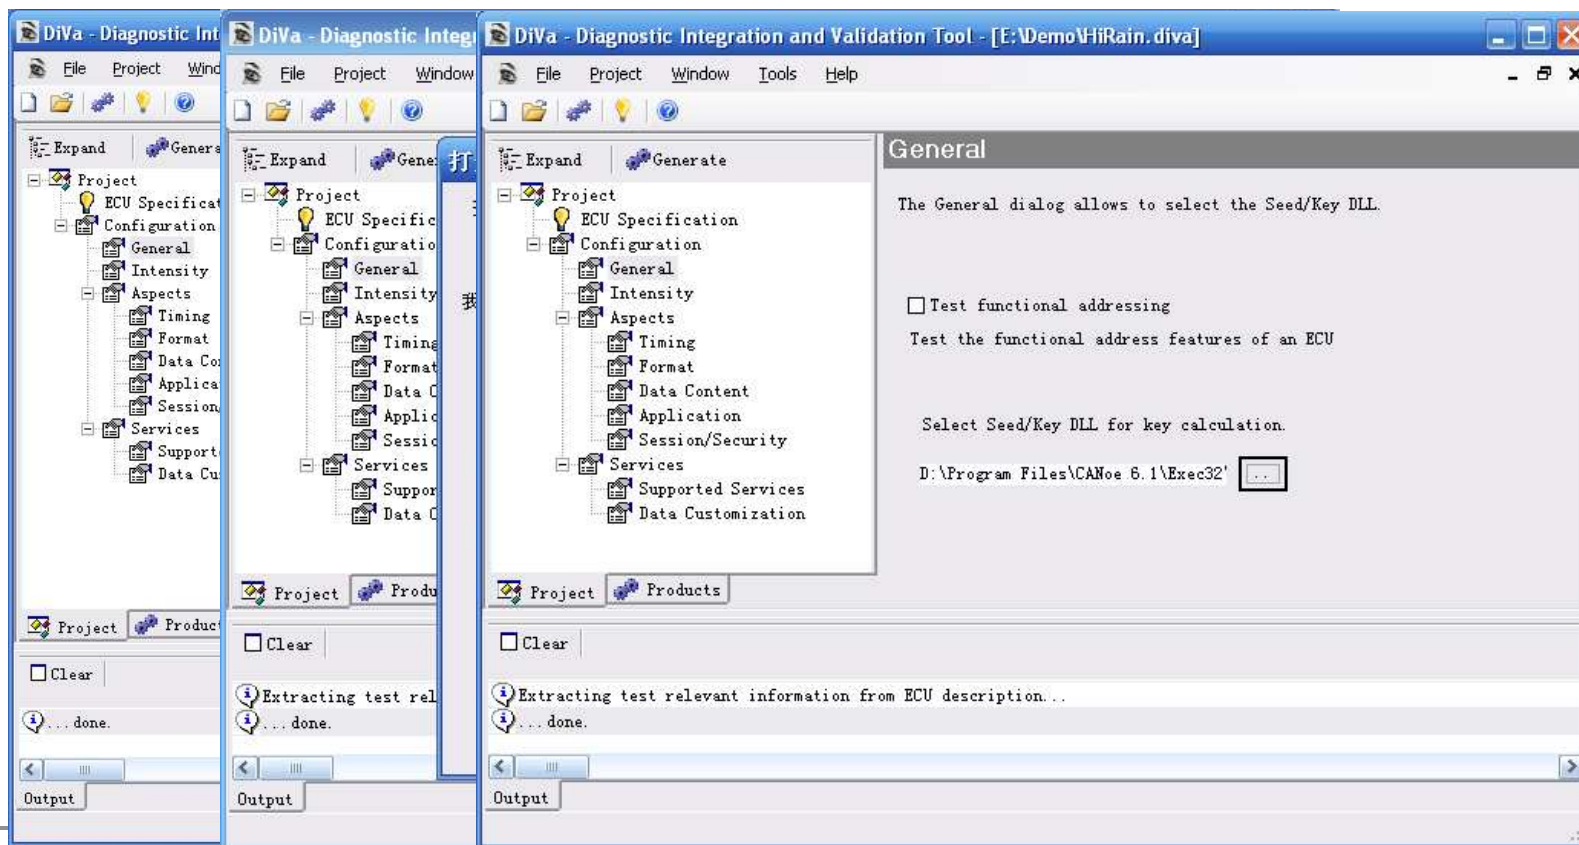 DiVa - Diagnostic Int
File Project Wind
Expand Genera
Project
ECU Specificat
Configuration
General
Intensity
Aspects
Timing
Format
Data Co
Applica
Session
Services
Support
Data Cu
Project Product
Clear
... done.
Output
DiVa - Diagnostic Integ
File Project Window
Expand Gene
打
Project
ECU Specific
Configuratio
General
Intensity
我
Aspects
Timing
Format
Data C
Applic
Sessio
Services
Suppor
Data C
Project Produ
Clear
Extracting test rel
... done.
Output
DiVa - Diagnostic Integration and Validation Tool - [E:\Demo\HiRain.diva]
File Project Window Tools Help
Expand Generate
Project
ECU Specification
Configuration
General
Intensity
Aspects
Timing
Format
Data Content
Application
Session/Security
Services
Supported Services
Data Customization
Project Products
General
The General dialog allows to select the Seed/Key DLL.
Test functional addressing
Test the functional address features of an ECU
Select Seed/Key DLL for key calculation.
D:\Program Files\CANoe 6.1\Exec32' ..
Clear
Extracting test relevant information from ECU description...
... done.
Output